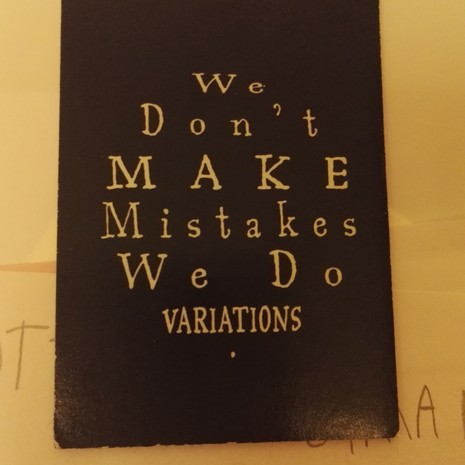 We
Don't
MAKE
Mistakes
We Do
VARIATIONS
.